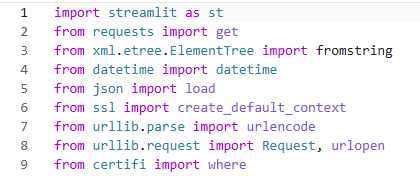 1 import streamlit as st
2 from requests import get
3 from xml.etree.ElementTree import fromstring
4 from datetime import datetime
5 from json import load
6 from ssl import create_default_context
7 from urllib.parse import urlencode
8 from urllib.request import Request, urlopen
9 from certifi import where